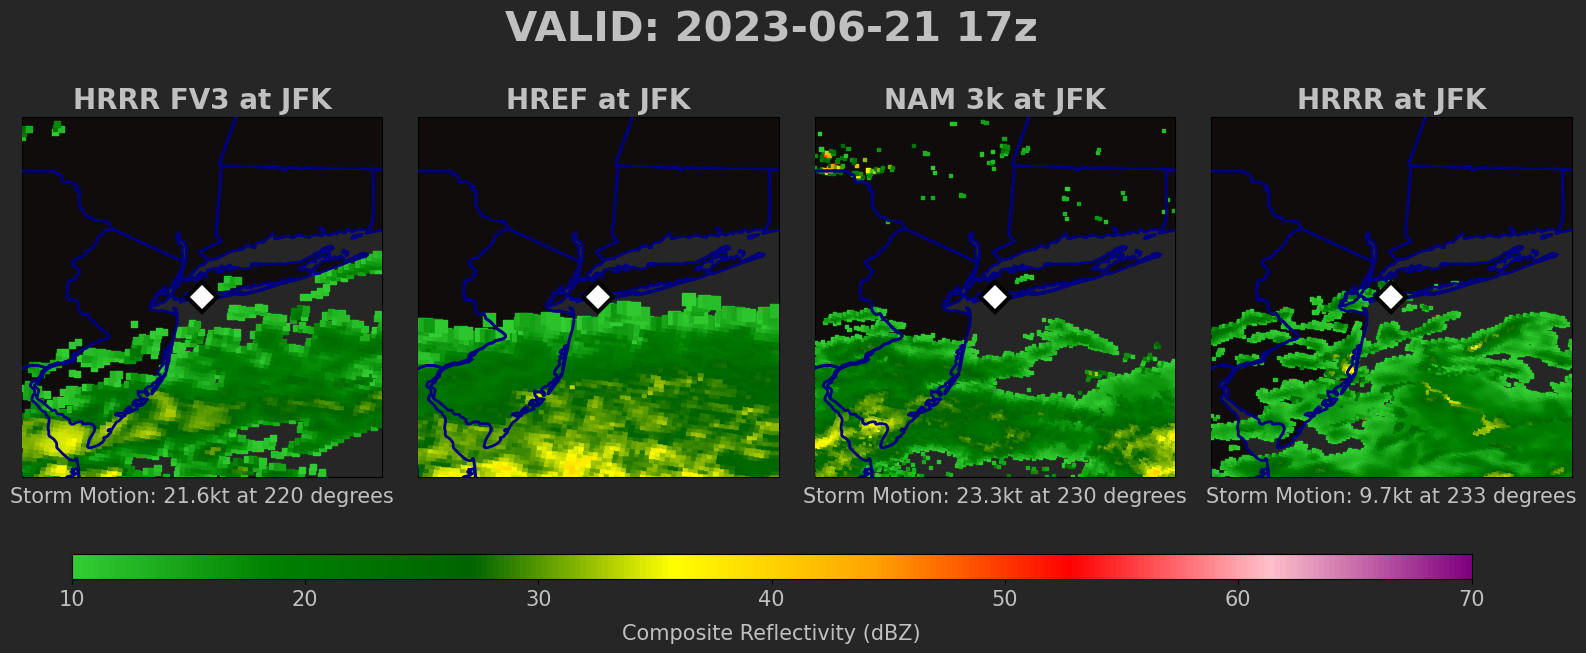 VALID: 2023-06-21 17z
HRRR FV3 at JFK
HREF at JFK
NAM 3k at JFK
HRRR at JFK
Storm Motion: 21.6kt at 220 degrees
Storm Motion: 23.3kt at 230 degrees
Storm Motion: 9.7kt at 233 degrees
10 20 30 40 50 60 70
Composite Reflectivity (dBZ)